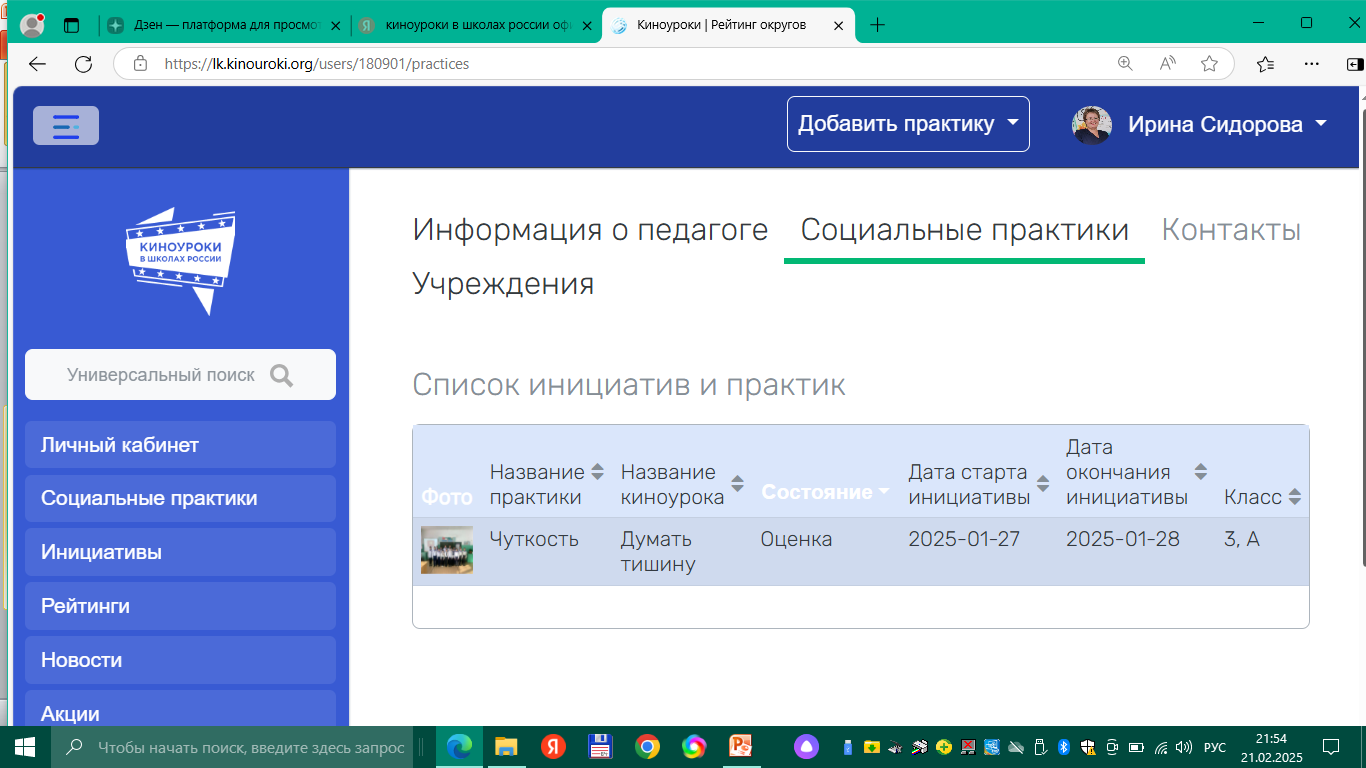 Дзен — платформа для просмот
киноуроки в школах россии офи
Киноуроки | Рейтинг округов
https://lk.kinouroki.org/users/180901/practices
Добавить практику
Ирина Сидорова
КИНОУРОКИ
В ШКОЛАХ РОССИИ
Универсальный поиск
Личный кабинет
Социальные практики
Инициативы
Рейтинги
Новости
Акции
Информация о педагоге Социальные практики Контакты
Учреждения
Список инициатив и практик
Фото
Название
практики
Название
киноурока
Состояние
Дата старта
инициативы
Дата
окончания
инициативы
Класс
Чуткость
Думать
тишину
Оценка
2025-01-27
2025-01-28
3, А
Чтобы начать поиск, введите здесь запрос
РУС
21:54
21.02.2025